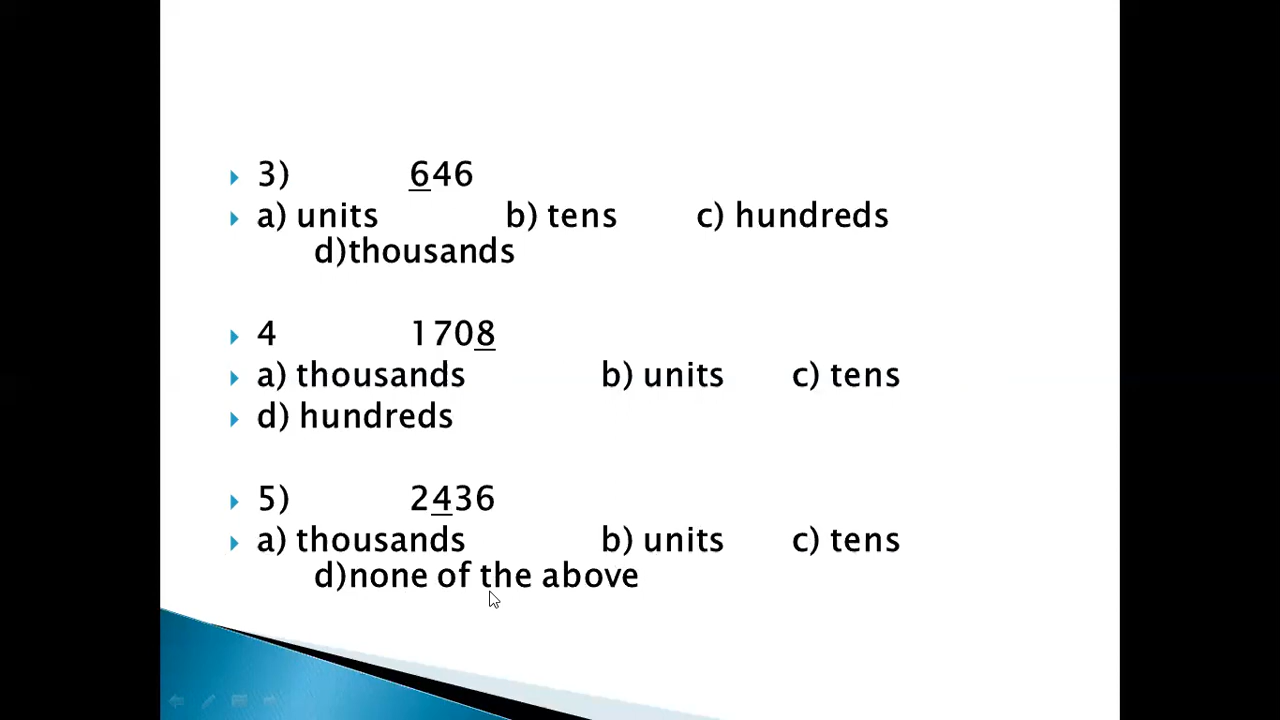 3) 646
a) units b) tens c) hundreds
d)thousands
4 1708
a) thousands b) units c) tens
d) hundreds
5) 2436
a) thousands b) units c) tens
d)none of the above